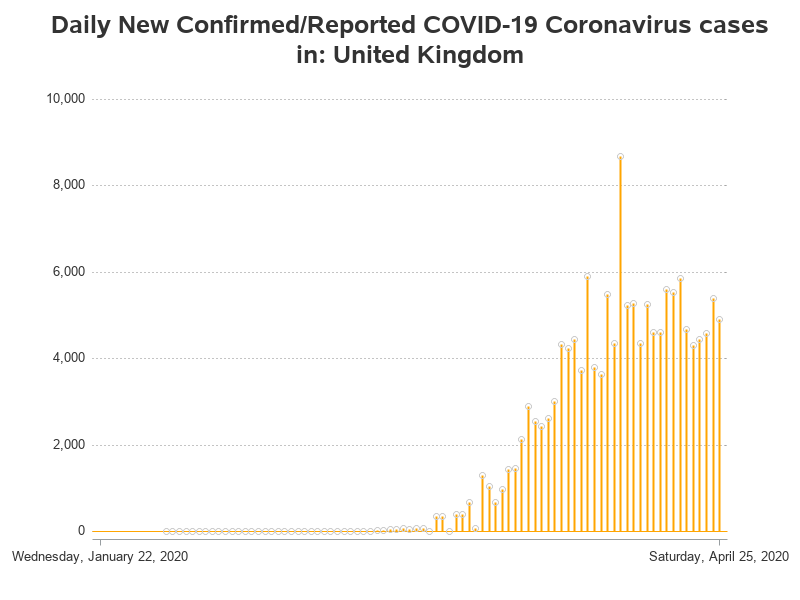 Daily New Confirmed/Reported COVID-19 Coronavirus cases
in: United Kingdom
10,000
8,000
6,000
4,000
2,000
0
Wednesday, January 22, 2020
Saturday, April 25, 2020